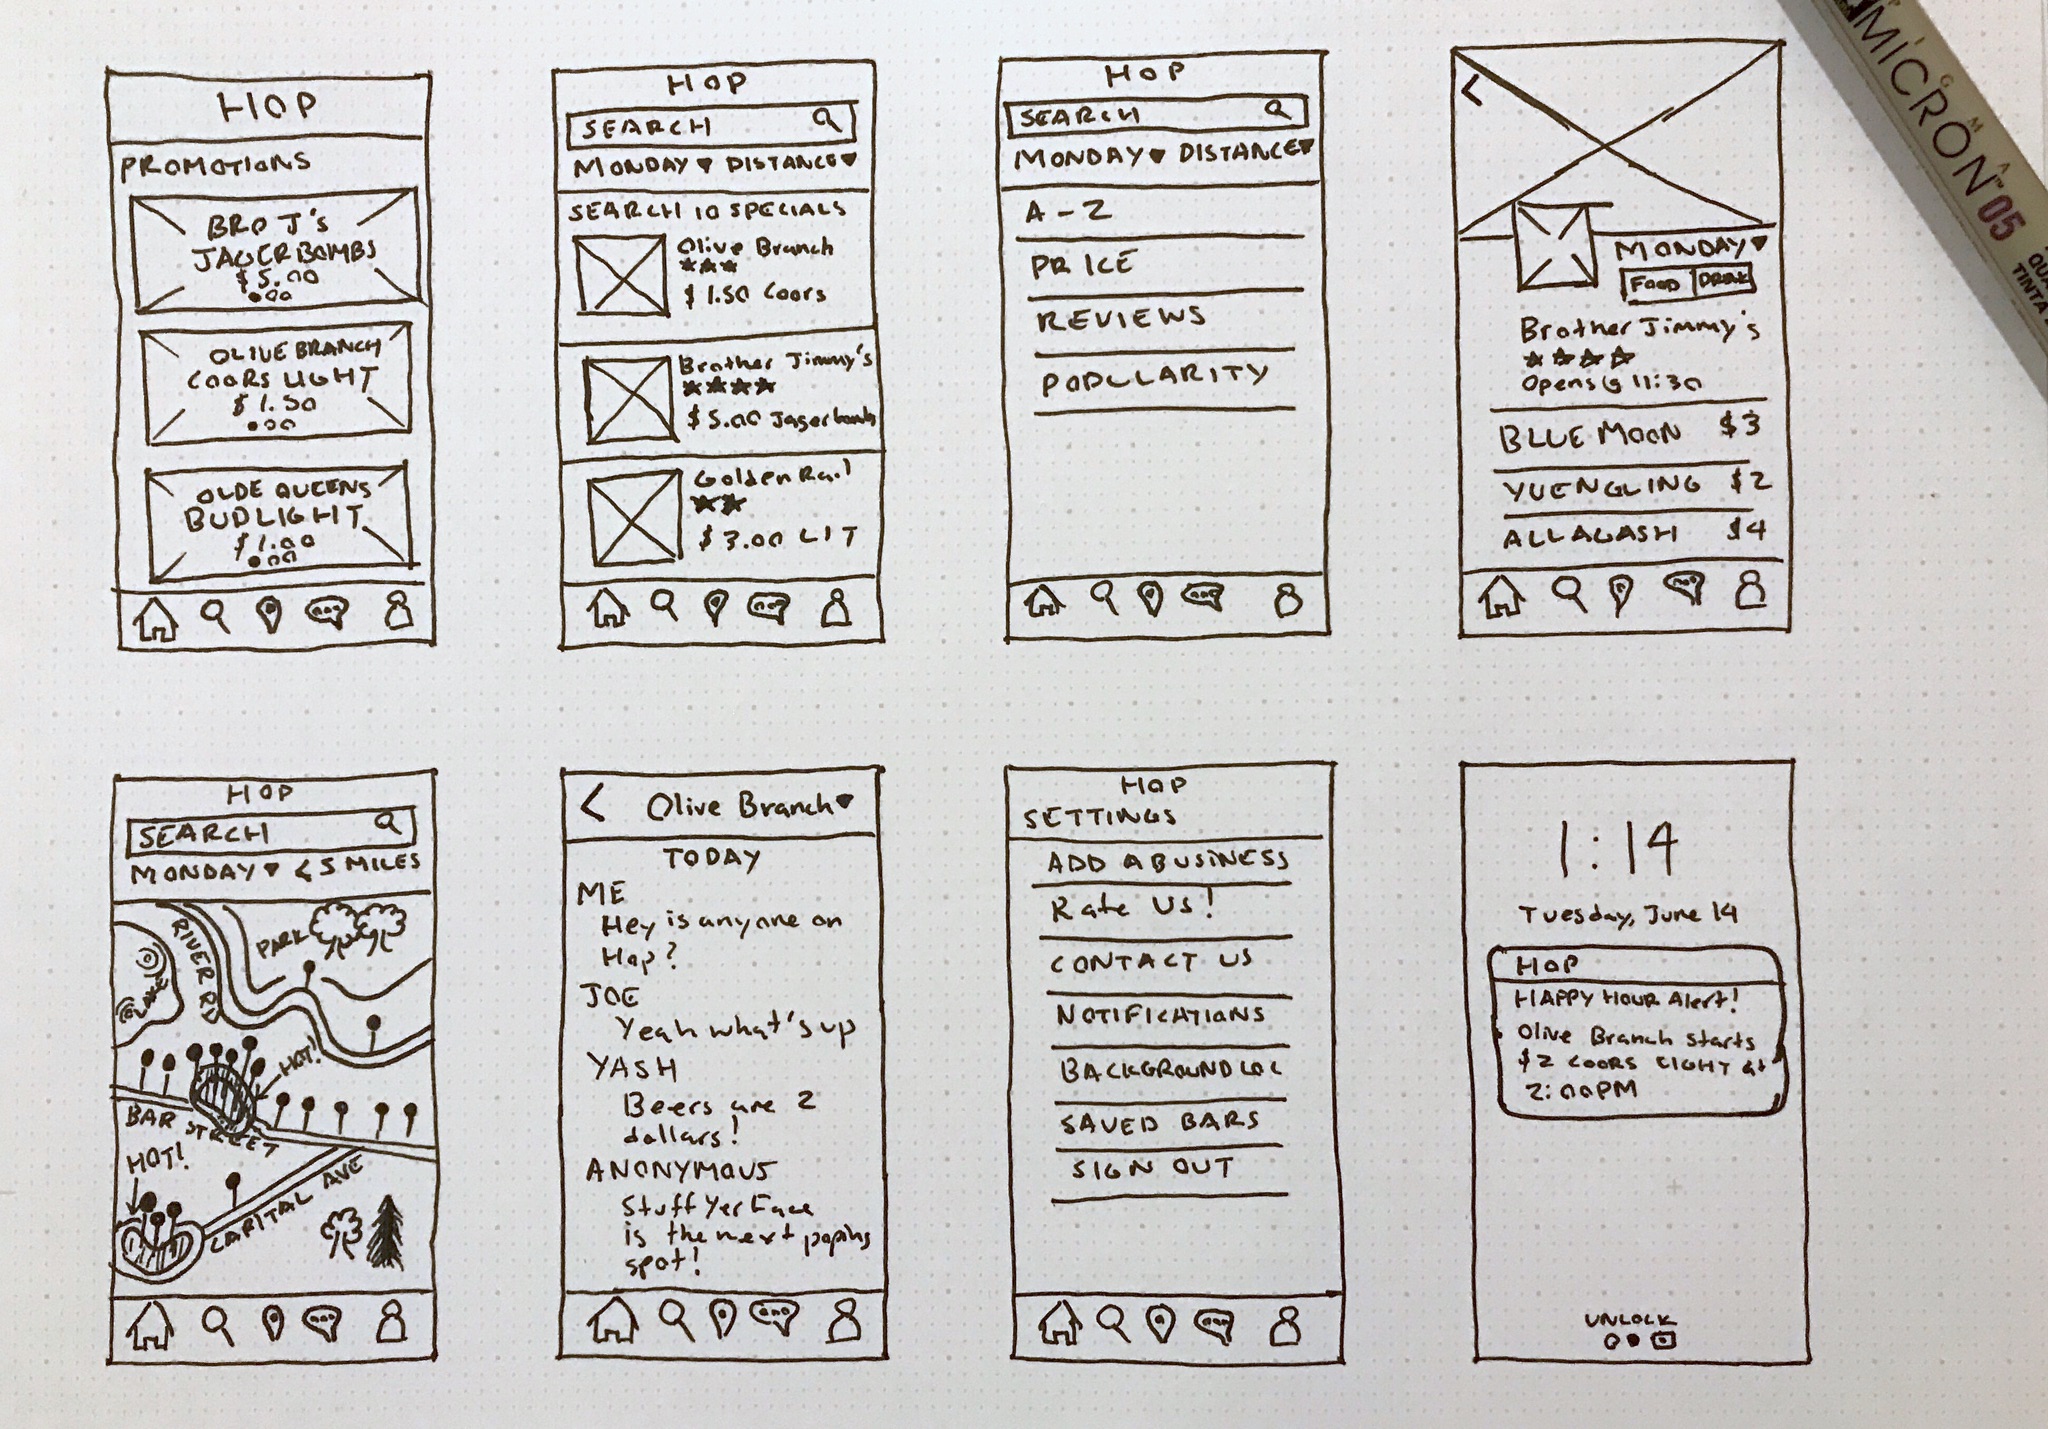 HOP
PROMOTIONS
BRO J'S
JAGERBOMBS
$5.00
OLIVE BRANCH
COORS LIGHT
$1.50
OLDE QUEENS
BUDLIGHT
$1.00
HOP
SEARCH
MONDAY DISTANCE
SEARCH 10 SPECIALS
Olive Branch
$1.50 Coors
Brother Jimmy's
$5.00 Jagerbombs
Golden Rail
$3.00 LIT
HOP
SEARCH
MONDAY DISTANCE
A-Z
PRICE
REVIEWS
POPULARITY
<
MONDAY
FOOD DRINK
Brother Jimmy's
Opens @ 11:30
BLUE MOON $3
YUENGLING $2
ALLAGASH $4
MICRON 05
HOP
SEARCH
MONDAY < 5 MILES
RIVER RD
PARK
LAKE
HOT!
BAR STREET
HOT!
CAPITAL AVE
< Olive Branch
TODAY
ME
Hey is anyone on
Hop?
JOE
Yeah what's up
YASH
Beers are 2
dollars!
ANONYMOUS
Stuff Yer Face
is the next poping
spot!
HOP
SETTINGS
ADD A BUSINESS
Rate US!
CONTACT US
NOTIFICATIONS
BACKGROUND LOC
SAVED BARS
SIGN OUT
1:14
Tuesday, June 14
HOP
HAPPY HOUR Alert!
Olive Branch starts
$2 COORS LIGHT at
2:00PM
UNLOCK